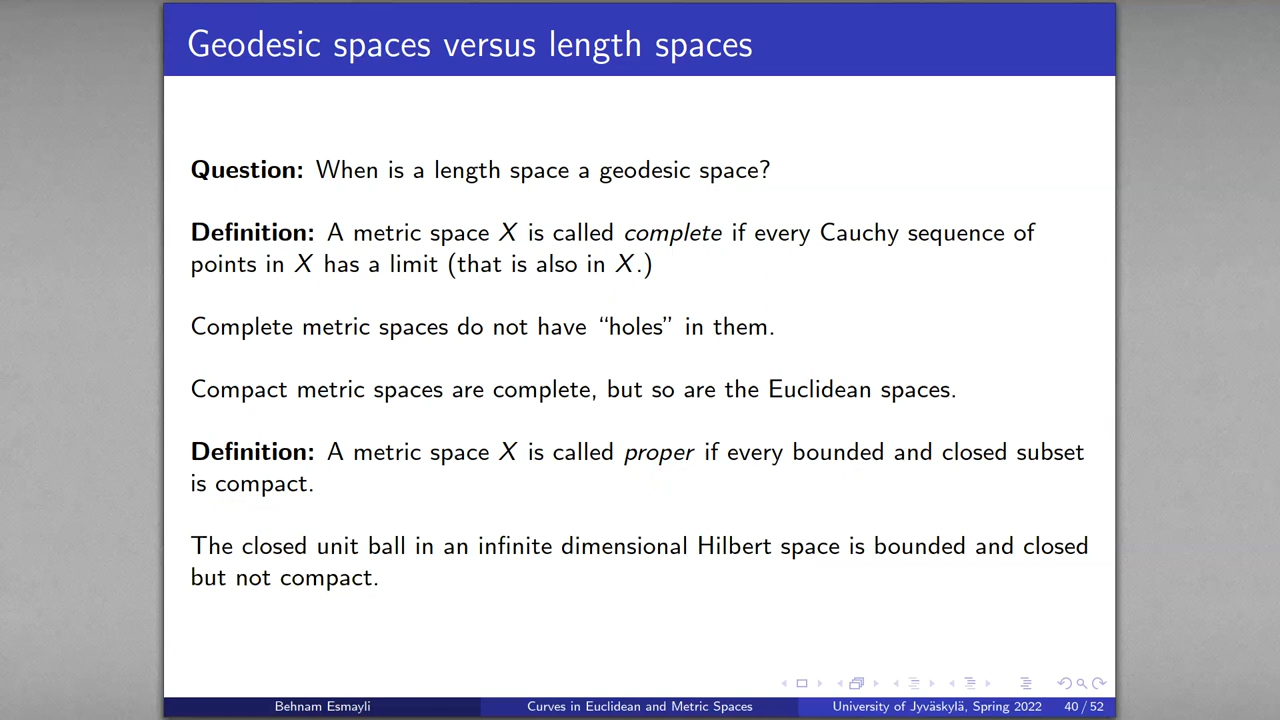 Geodesic spaces versus length spaces
Question: When is a length space a geodesic space?
Definition: A metric space X is called complete if every Cauchy sequence of
points in X has a limit (that is also in X.)
Complete metric spaces do not have “holes” in them.
Compact metric spaces are complete, but so are the Euclidean spaces.
Definition: A metric space X is called proper if every bounded and closed subset
is compact.
The closed unit ball in an infinite dimensional Hilbert space is bounded and closed
but not compact.
Behnam Esmayli Curves in Euclidean and Metric Spaces University of Jyväskylä, Spring 2022 40 / 52